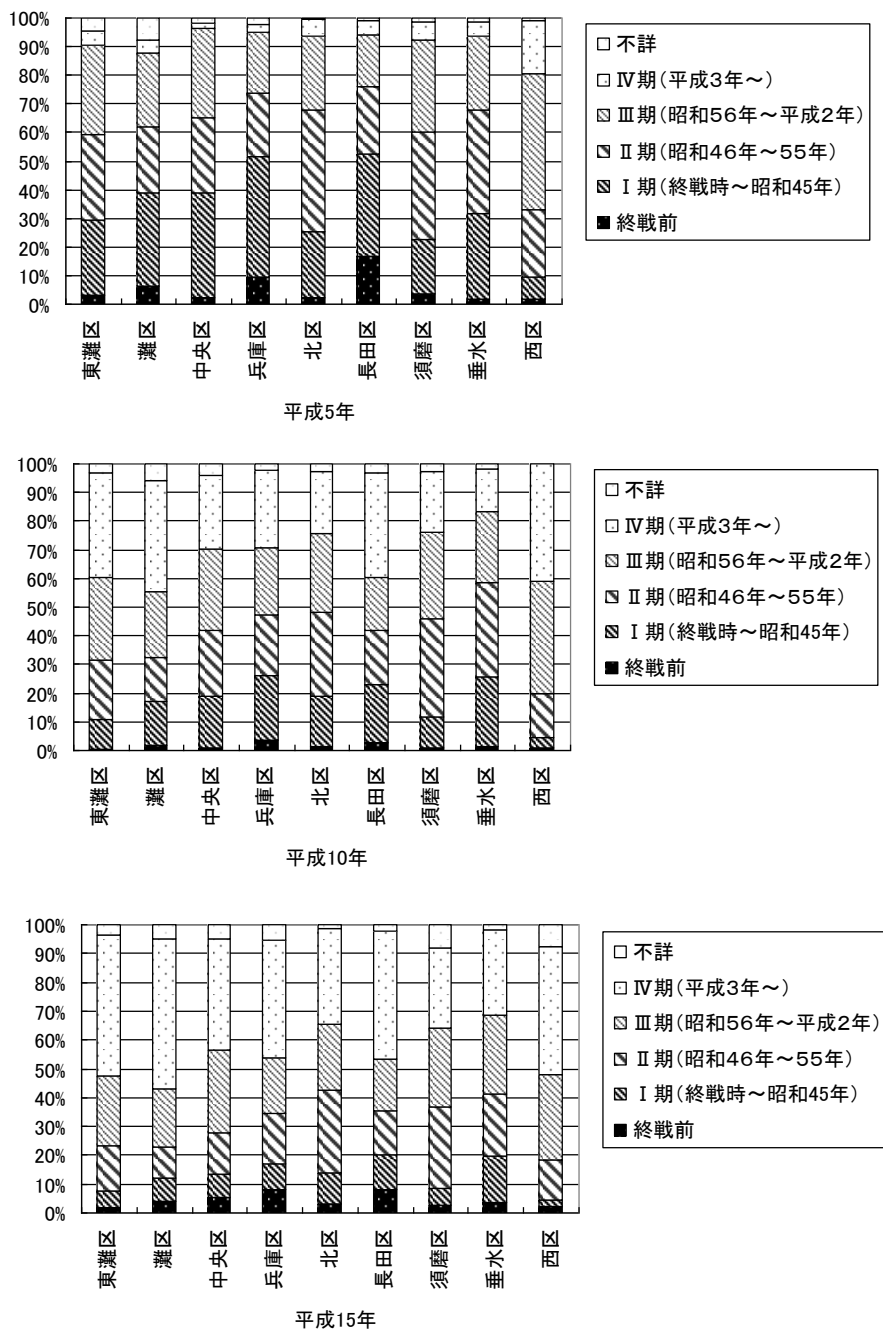 100%
90%
80%
70%
60%
50%
40%
30%
20%
10%
0%
東灘区
灘区
中央区
兵庫区
北区
長田区
須磨区
垂水区
西区
平成5年
不詳
Ⅳ期(平成3年～)
Ⅲ期(昭和56年～平成2年)
Ⅱ期(昭和46年～55年)
Ⅰ期(終戦時～昭和45年)
終戦前
100%
90%
80%
70%
60%
50%
40%
30%
20%
10%
0%
東灘区
灘区
中央区
兵庫区
北区
長田区
須磨区
垂水区
西区
平成10年
不詳
Ⅳ期(平成3年～)
Ⅲ期(昭和56年～平成2年)
Ⅱ期(昭和46年～55年)
Ⅰ期(終戦時～昭和45年)
終戦前
100%
90%
80%
70%
60%
50%
40%
30%
20%
10%
0%
東灘区
灘区
中央区
兵庫区
北区
長田区
須磨区
垂水区
西区
平成15年
不詳
Ⅳ期(平成3年～)
Ⅲ期(昭和56年～平成2年)
Ⅱ期(昭和46年～55年)
Ⅰ期(終戦時～昭和45年)
終戦前